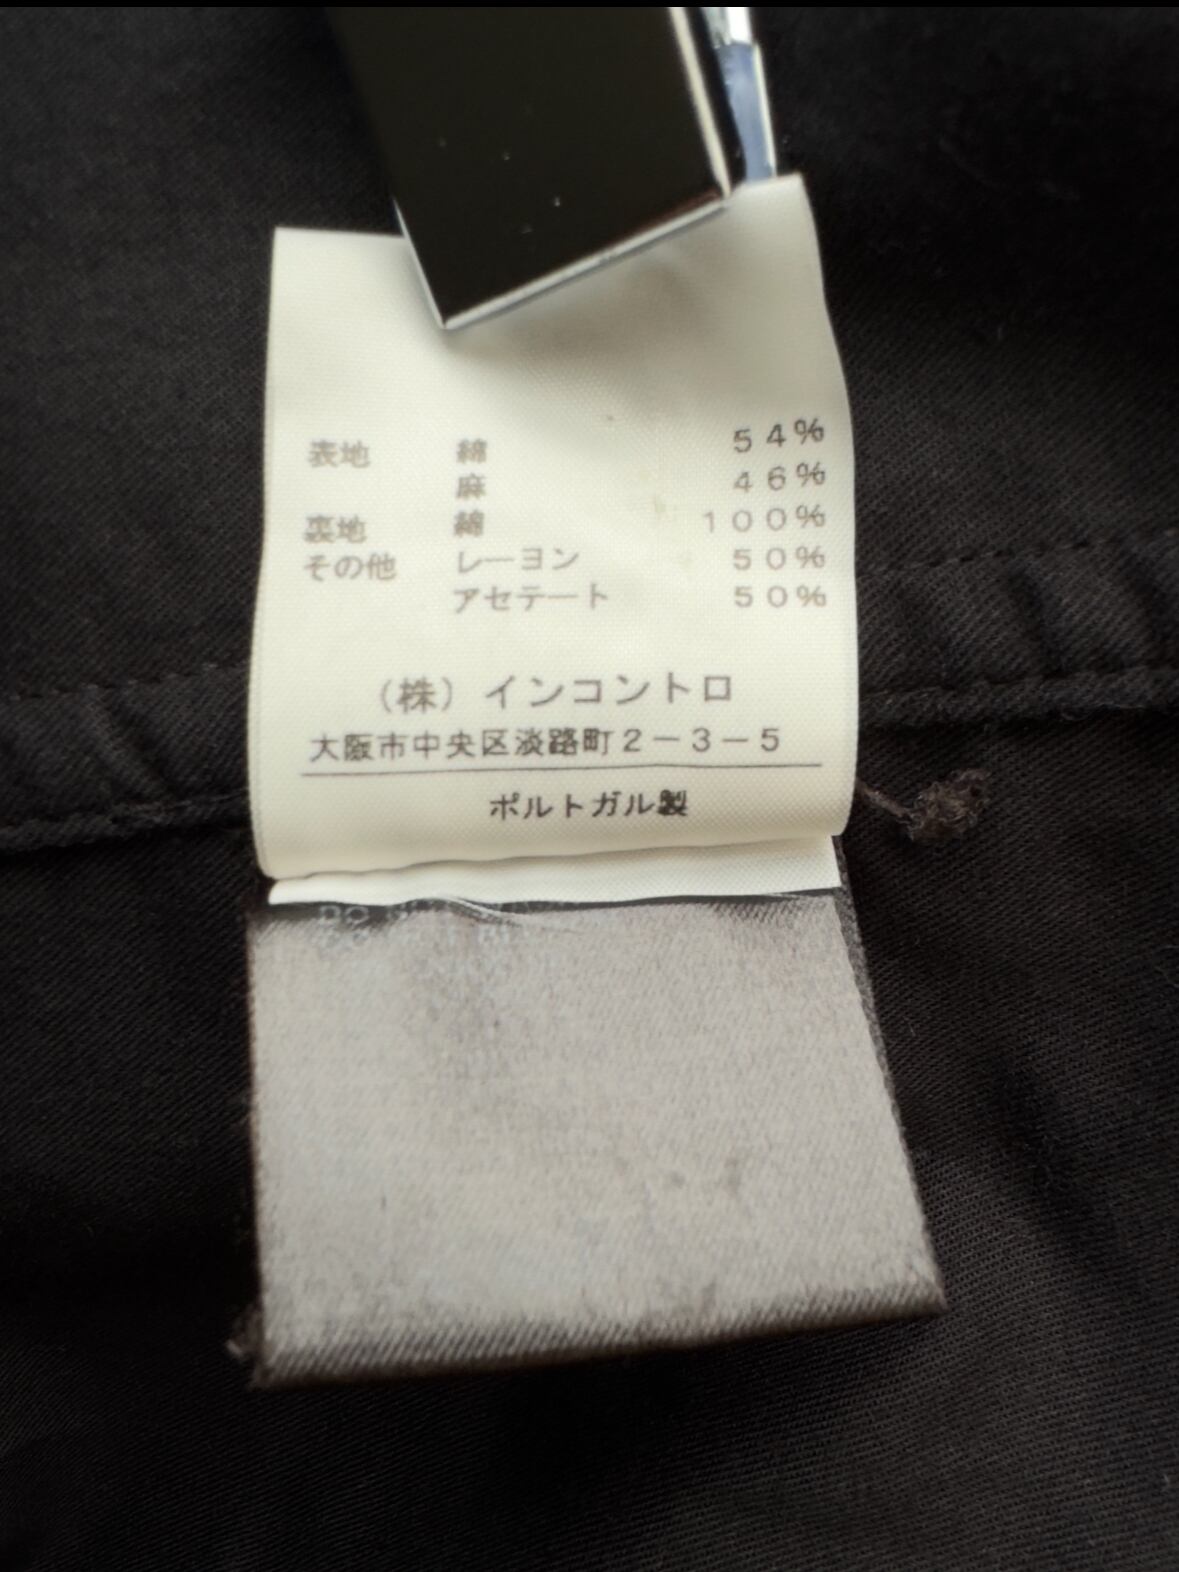 表地 綿 54%
麻 46%
裏地 綿 100%
その他 レーヨン 50%
アセテート 50%
(株) インコントロ
大阪市中央区淡路町2-3-5
ポルトガル製